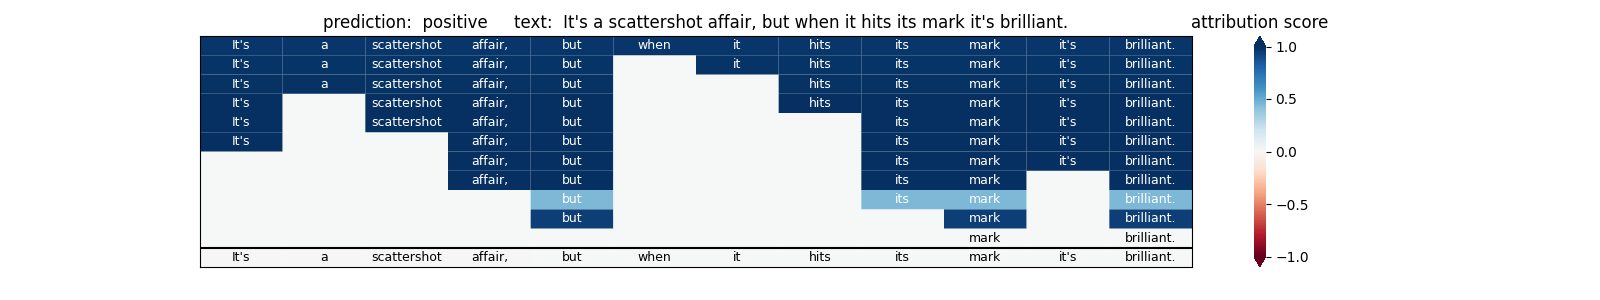 prediction:  positive     text:  It's a scattershot affair, but when it hits its mark it's brilliant.     attribution score
It's a scattershot affair, but when it hits its mark it's brilliant.
It's a scattershot affair, but it hits its mark it's brilliant.
It's a scattershot affair, but hits its mark it's brilliant.
It's scattershot affair, but hits its mark it's brilliant.
It's scattershot affair, but its mark it's brilliant.
It's affair, but its mark it's brilliant.
affair, but its mark it's brilliant.
affair, but its mark brilliant.
but its mark brilliant.
but mark brilliant.
mark brilliant.
It's a scattershot affair, but when it hits its mark it's brilliant.
1.0
0.5
0.0
−0.5
−1.0